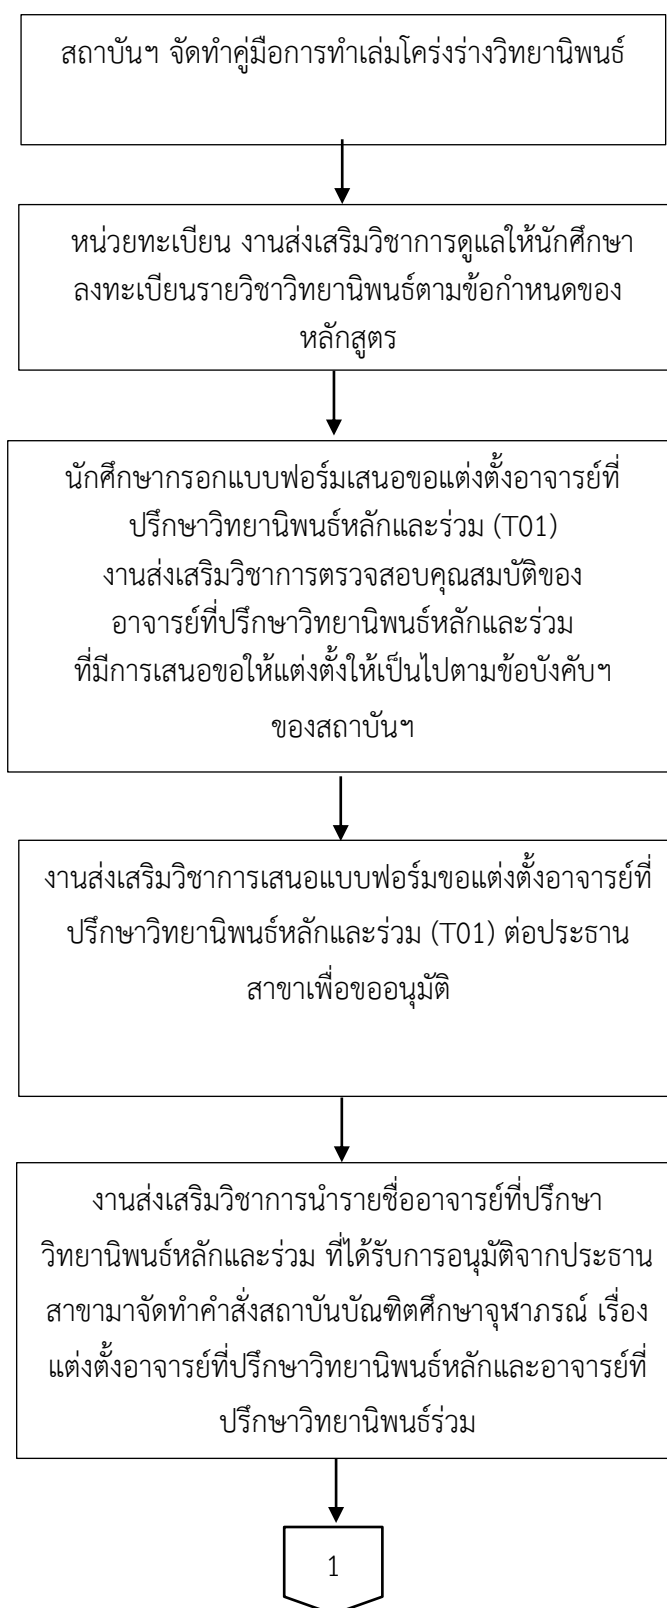 สถาบันฯ จัดทำคู่มือการทำเล่มโคร่งร่างวิทยานิพนธ์
หน่วยทะเบียน งานส่งเสริมวิชาการดูแลให้นักศึกษา
ลงทะเบียนรายวิชาวิทยานิพนธ์ตามข้อกำหนดของ
หลักสูตร
นักศึกษากรอกแบบฟอร์มเสนอขอแต่งตั้งอาจารย์ที่
ปรึกษาวิทยานิพนธ์หลักและร่วม (T01)
งานส่งเสริมวิชาการตรวจสอบคุณสมบัติของ
อาจารย์ที่ปรึกษาวิทยานิพนธ์หลักและร่วม
ที่มีการเสนอขอให้แต่งตั้งให้เป็นไปตามข้อบังคับฯ
ของสถาบันฯ
งานส่งเสริมวิชาการเสนอแบบฟอร์มขอแต่งตั้งอาจารย์ที่
ปรึกษาวิทยานิพนธ์หลักและร่วม (T01) ต่อประธาน
สาขาเพื่อขออนุมัติ
งานส่งเสริมวิชาการนำรายชื่ออาจารย์ที่ปรึกษา
วิทยานิพนธ์หลักและร่วม ที่ได้รับการอนุมัติจากประธาน
สาขามาจัดทำคำสั่งสถาบันบัณฑิตศึกษาจุฬาภรณ์ เรื่อง
แต่งตั้งอาจารย์ที่ปรึกษาวิทยานิพนธ์หลักและอาจารย์ที่
ปรึกษาวิทยานิพนธ์ร่วม
1